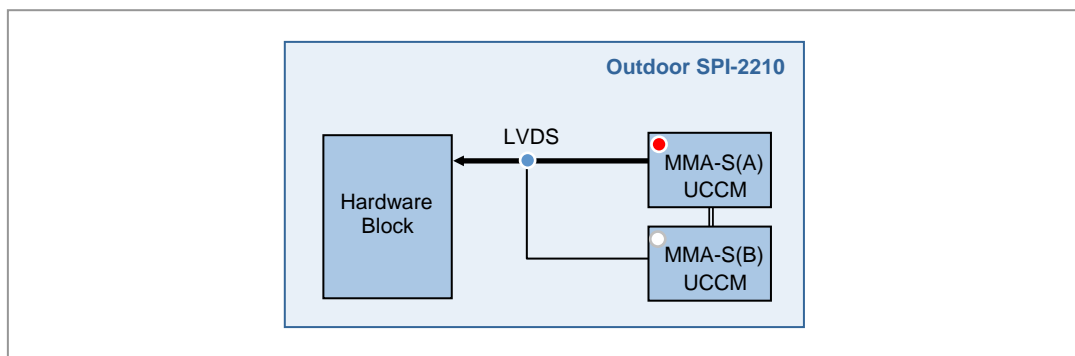 Outdoor SPI-2210
LVDS
Hardware
Block
MMA-S(A)
UCCM
MMA-S(B)
UCCM